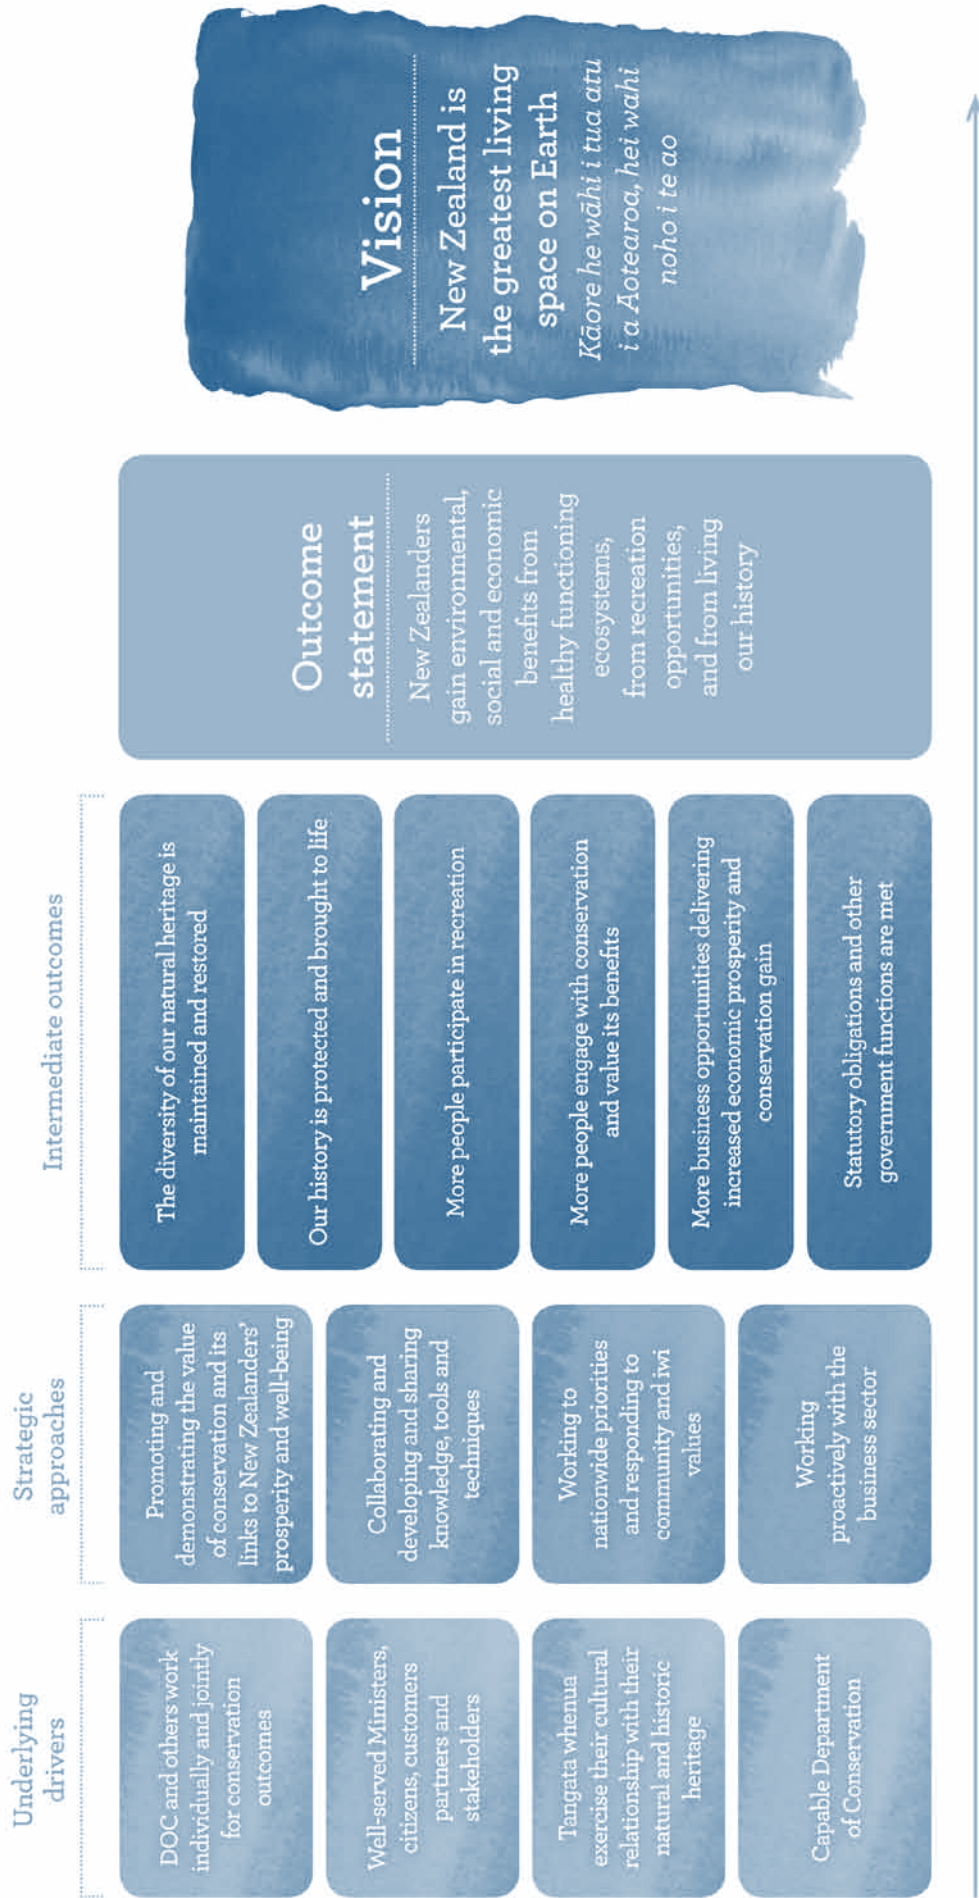 Underlying
drivers
DOC and others work
individually and jointly
for conservation
outcomes
Well-served Ministers,
citizens, customers
partners and
stakeholders
Tangata whenua
exercise their cultural
relationship with their
natural and historic
heritage
Capable Department
of Conservation
Strategic
approaches
Promoting and
demonstrating the value
of conservation and its
links to New Zealanders’
prosperity and well-being
Collaborating and
developing and sharing
knowledge, tools and
techniques
Working to
nationwide priorities
and responding to
community and iwi
values
Working
proactively with the
business sector
Intermediate outcomes
The diversity of our natural heritage is
maintained and restored
Our history is protected and brought to life
More people participate in recreation
More people engage with conservation
and value its benefits
More business opportunities delivering
increased economic prosperity and
conservation gain
Statutory obligations and other
government functions are met
Outcome
statement
New Zealanders
gain environmental,
social and economic
benefits from
healthy functioning
ecosystems,
from recreation
opportunities,
and from living
our history
Vision
New Zealand is
the greatest living
space on Earth
Kāore he wāhi i tua atu
i a Aotearoa, hei wahi
noho i te ao